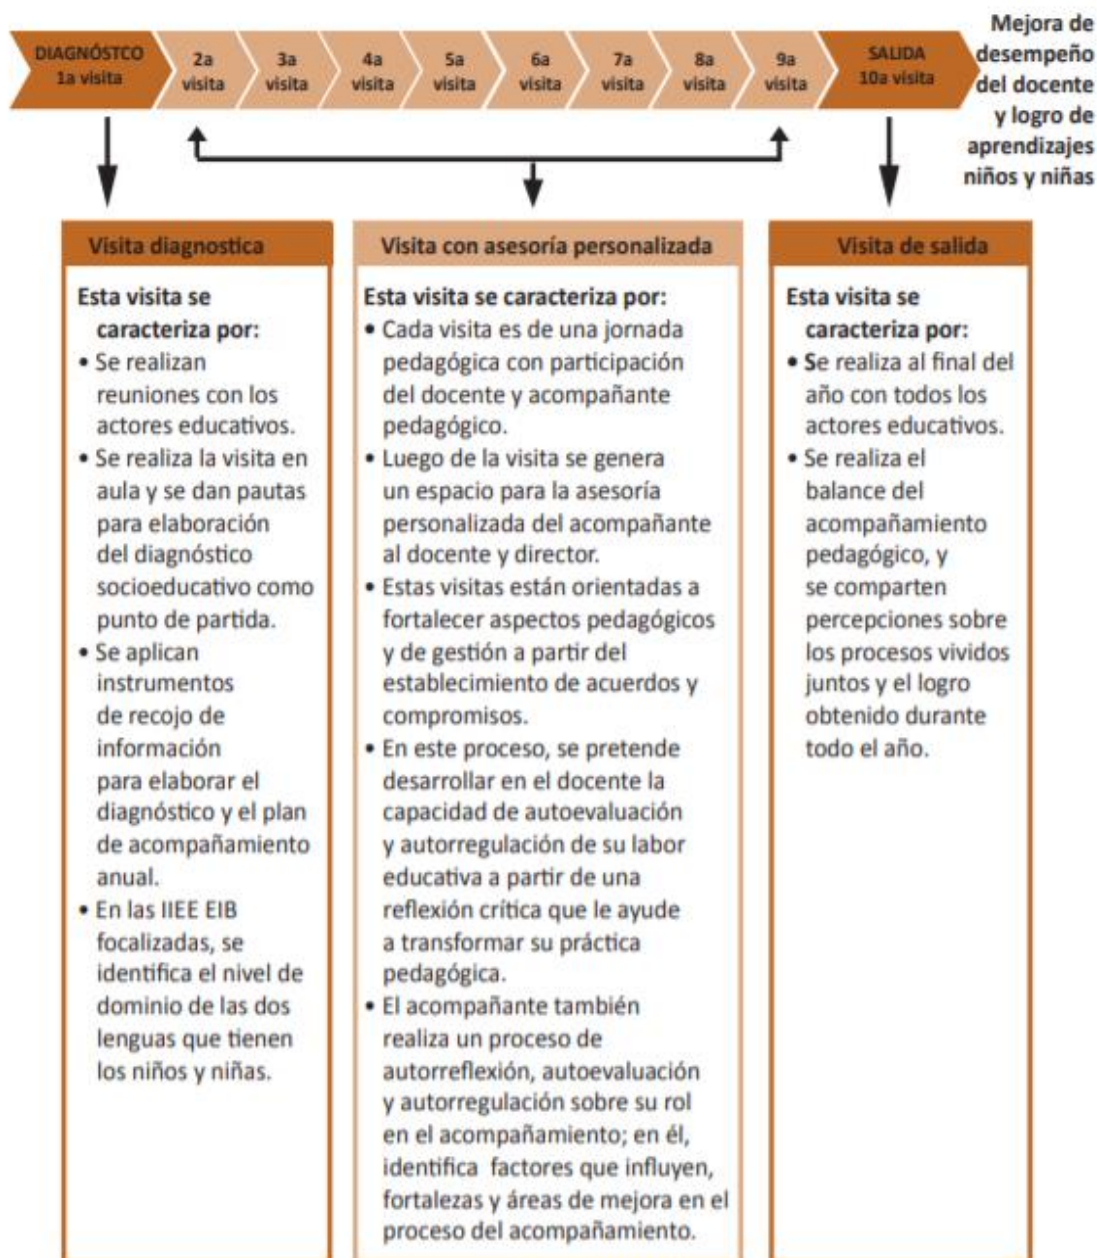 DIAGNÓSTCO
1a visita
2a
visita
3a
visita
4a
visita
5a
visita
6a
visita
7a
visita
8a
visita
9a
visita
SALIDA
10a visita
Mejora de
desempeño
del docente
y logro de
aprendizajes
niños y niñas
Visita diagnostica
Esta visita se
caracteriza por:
• Se realizan
reuniones con los
actores educativos.
• Se realiza la visita en
aula y se dan pautas
para elaboración
del diagnóstico
socioeducativo como
punto de partida.
• Se aplican
instrumentos
de recojo de
información
para elaborar el
diagnóstico y el plan
de acompañamiento
anual.
• En las IIEE EIB
focalizadas, se
identifica el nivel de
dominio de las dos
lenguas que tienen
los niños y niñas.
Visita con asesoría personalizada
Esta visita se caracteriza por:
• Cada visita es de una jornada
pedagógica con participación
del docente y acompañante
pedagógico.
• Luego de la visita se genera
un espacio para la asesoría
personalizada del acompañante
al docente y director.
• Estas visitas están orientadas a
fortalecer aspectos pedagógicos
y de gestión a partir del
establecimiento de acuerdos y
compromisos.
• En este proceso, se pretende
desarrollar en el docente la
capacidad de autoevaluación
y autorregulación de su labor
educativa a partir de una
reflexión crítica que le ayude
a transformar su práctica
pedagógica.
• El acompañante también
realiza un proceso de
autorreflexión, autoevaluación
y autorregulación sobre su rol
en el acompañamiento; en él,
identifica factores que influyen,
fortalezas y áreas de mejora en el
proceso del acompañamiento.
Visita de salida
Esta visita se
caracteriza por:
• Se realiza al final del
año con todos los
actores educativos.
• Se realiza el
balance del
acompañamiento
pedagógico, y
se comparten
percepciones sobre
los procesos vividos
juntos y el logro
obtenido durante
todo el año.